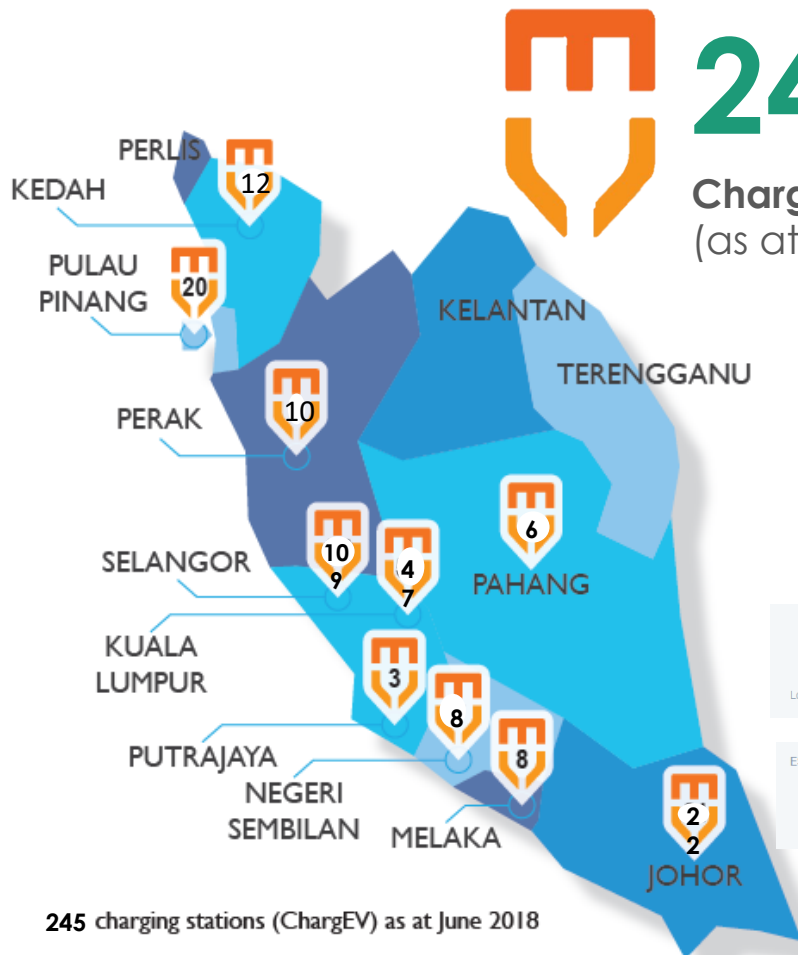 24
Charg
(as at
PERLIS
12
KEDAH
20
PULAU
PINANG
KELANTAN
TERENGGANU
10
PERAK
6
PAHANG
10
9
SELANGOR
4
7
KUALA
LUMPUR
3
PUTRAJAYA
8
NEGERI
SEMBILAN
8
MELAKA
2
2
JOHOR
245 charging stations (ChargEV) as at June 2018